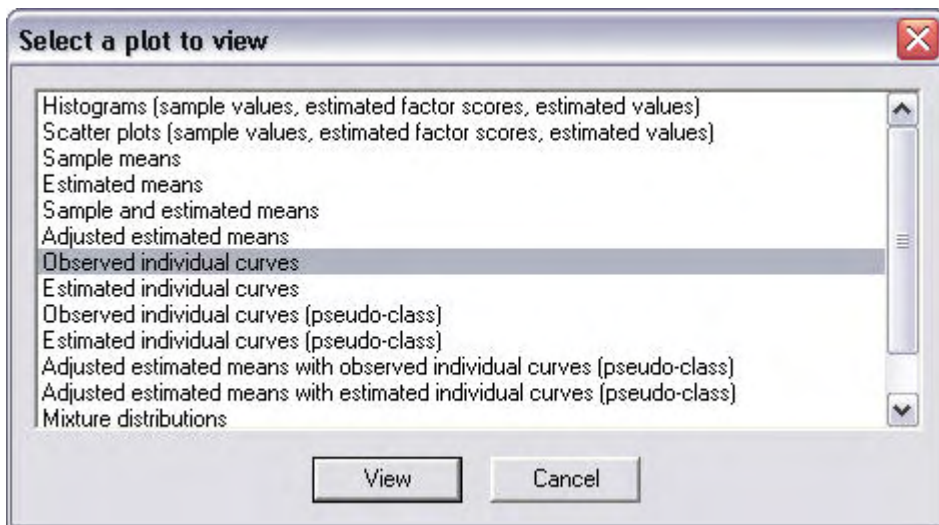 Select a plot to view
Histograms (sample values, estimated factor scores, estimated values)
Scatter plots (sample values, estimated factor scores, estimated values)
Sample means
Estimated means
Sample and estimated means
Adjusted estimated means
Observed individual curves
Estimated individual curves
Observed individual curves (pseudo-class)
Estimated individual curves (pseudo-class)
Adjusted estimated means with observed individual curves (pseudo-class)
Adjusted estimated means with estimated individual curves (pseudo-class)
Mixture distributions
View Cancel